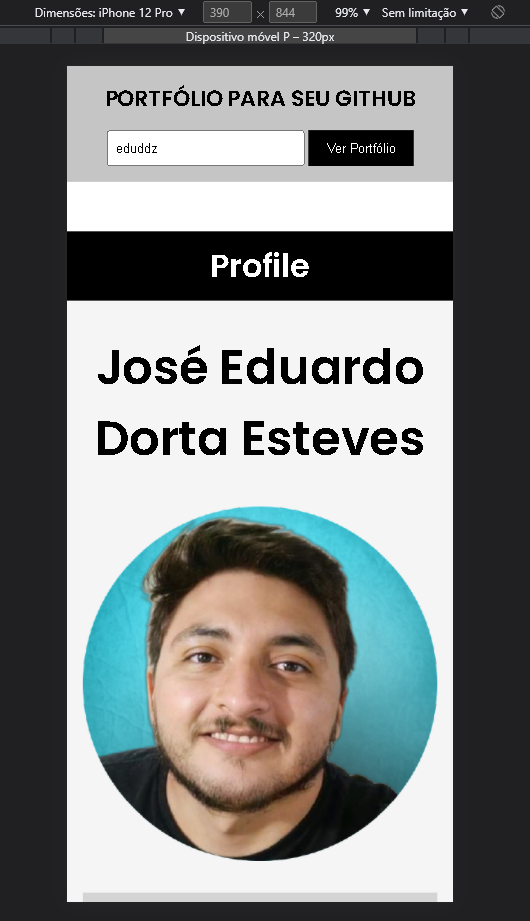 Dimensões: iPhone 12 Pro ▼ 390 × 844 99% ▼ Sem limitação ▼
Dispositivo móvel P – 320px
PORTFÓLIO PARA SEU GITHUB
eduddz Ver Portfólio
Profile
José Eduardo
Dorta Esteves